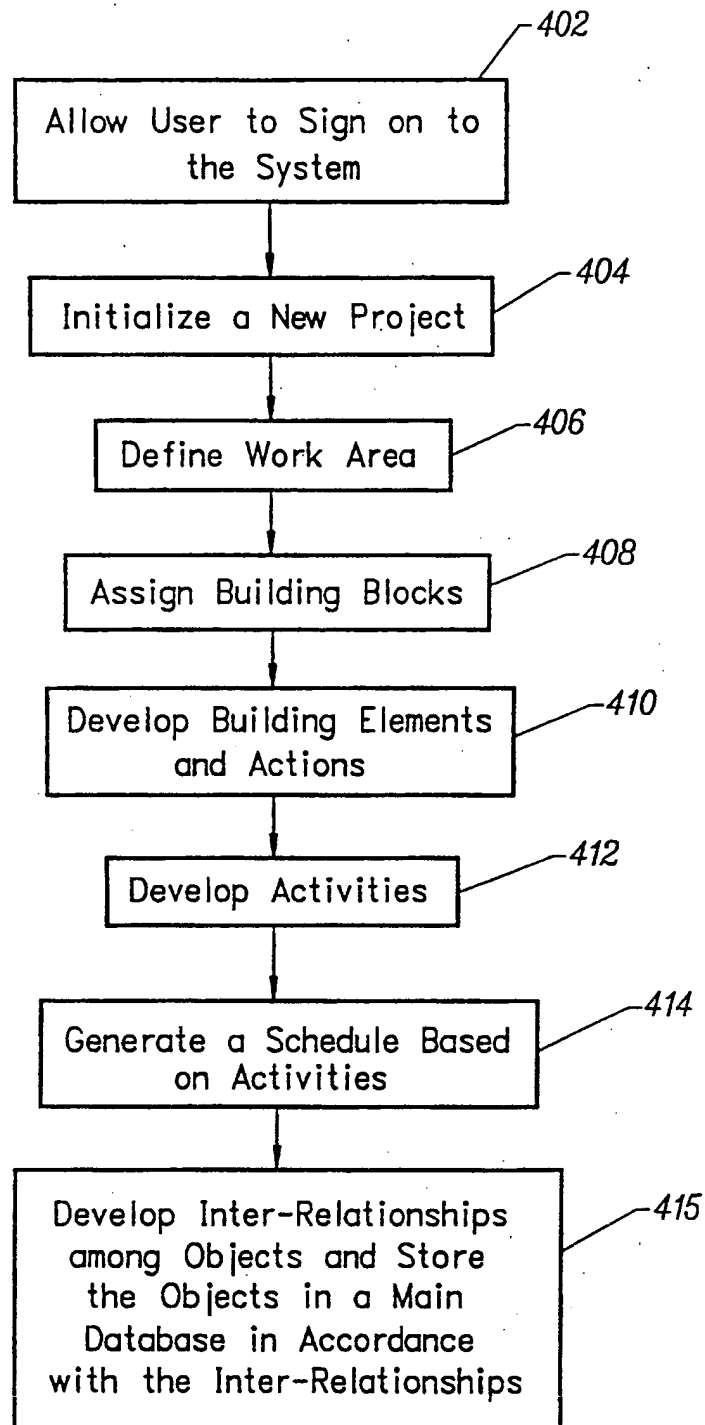 402
Allow User to Sign on to
the System
404
Initialize a New Project
406
Define Work Area
408
Assign Building Blocks
410
Develop Building Elements
and Actions
412
Develop Activities
414
Generate a Schedule Based
on Activities
415
Develop Inter-Relationships
among Objects and Store
the Objects in a Main
Database in Accordance
with the Inter-Relationships